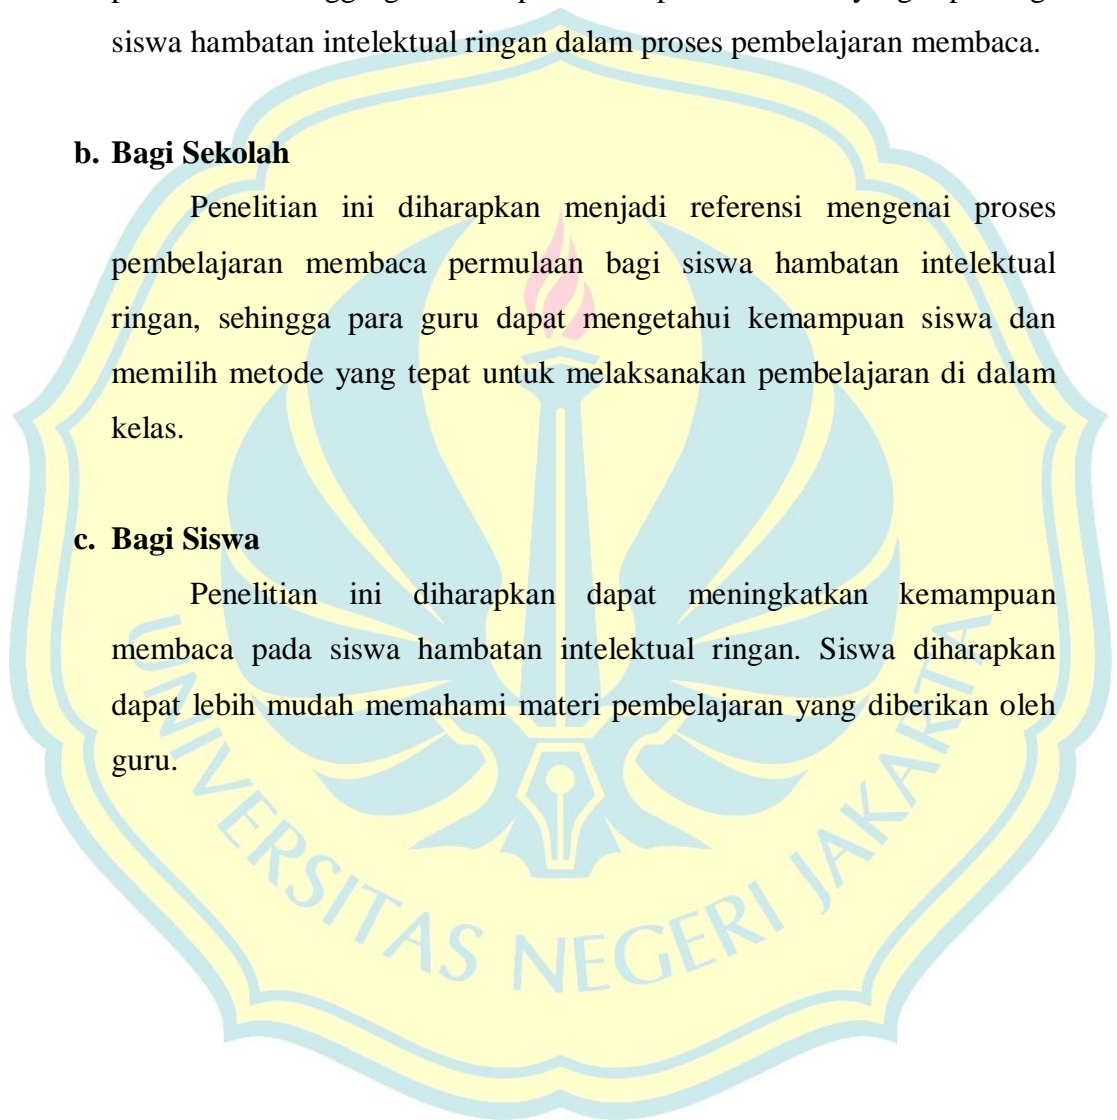 siswa hambatan intelektual ringan dalam proses pembelajaran membaca.
b. Bagi Sekolah
Penelitian ini diharapkan menjadi referensi mengenai proses
pembelajaran membaca permulaan bagi siswa hambatan intelektual
ringan, sehingga para guru dapat mengetahui kemampuan siswa dan
memilih metode yang tepat untuk melaksanakan pembelajaran di dalam
kelas.
c. Bagi Siswa
Penelitian ini diharapkan dapat meningkatkan kemampuan
membaca pada siswa hambatan intelektual ringan. Siswa diharapkan
dapat lebih mudah memahami materi pembelajaran yang diberikan oleh
guru.
UNIVERSITAS NEGERI JAKARTA